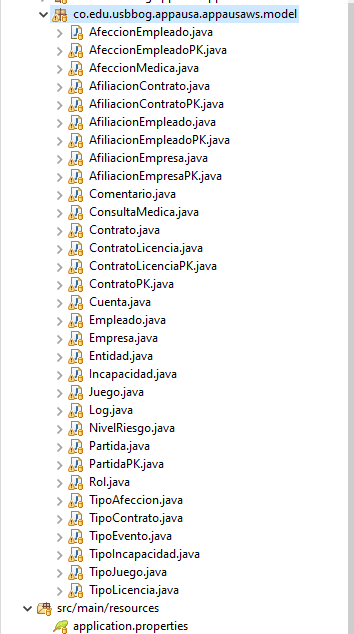 co.edu.usbbog.appausa.appausaws.model
AfeccionEmpleado.java
AfeccionEmpleadoPK.java
AfeccionMedica.java
AfiliacionContrato.java
AfiliacionContratoPK.java
AfiliacionEmpleado.java
AfiliacionEmpleadoPK.java
AfiliacionEmpresa.java
AfiliacionEmpresaPK.java
Comentario.java
ConsultaMedica.java
Contrato.java
ContratoLicencia.java
ContratoLicenciaPK.java
ContratoPK.java
Cuenta.java
Empleado.java
Empresa.java
Entidad.java
Incapacidad.java
Juego.java
Log.java
NivelRiesgo.java
Partida.java
PartidaPK.java
Rol.java
TipoAfeccion.java
TipoContrato.java
TipoEvento.java
TipoIncapacidad.java
TipoJuego.java
TipoLicencia.java
src/main/resources
application.properties